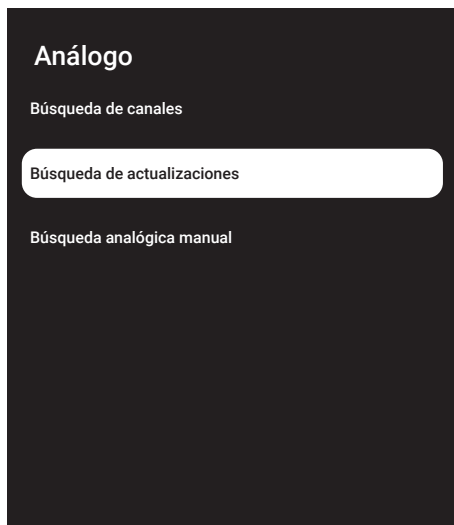 Análogo
Búsqueda de canales
Búsqueda de actualizaciones
Búsqueda analógica manual